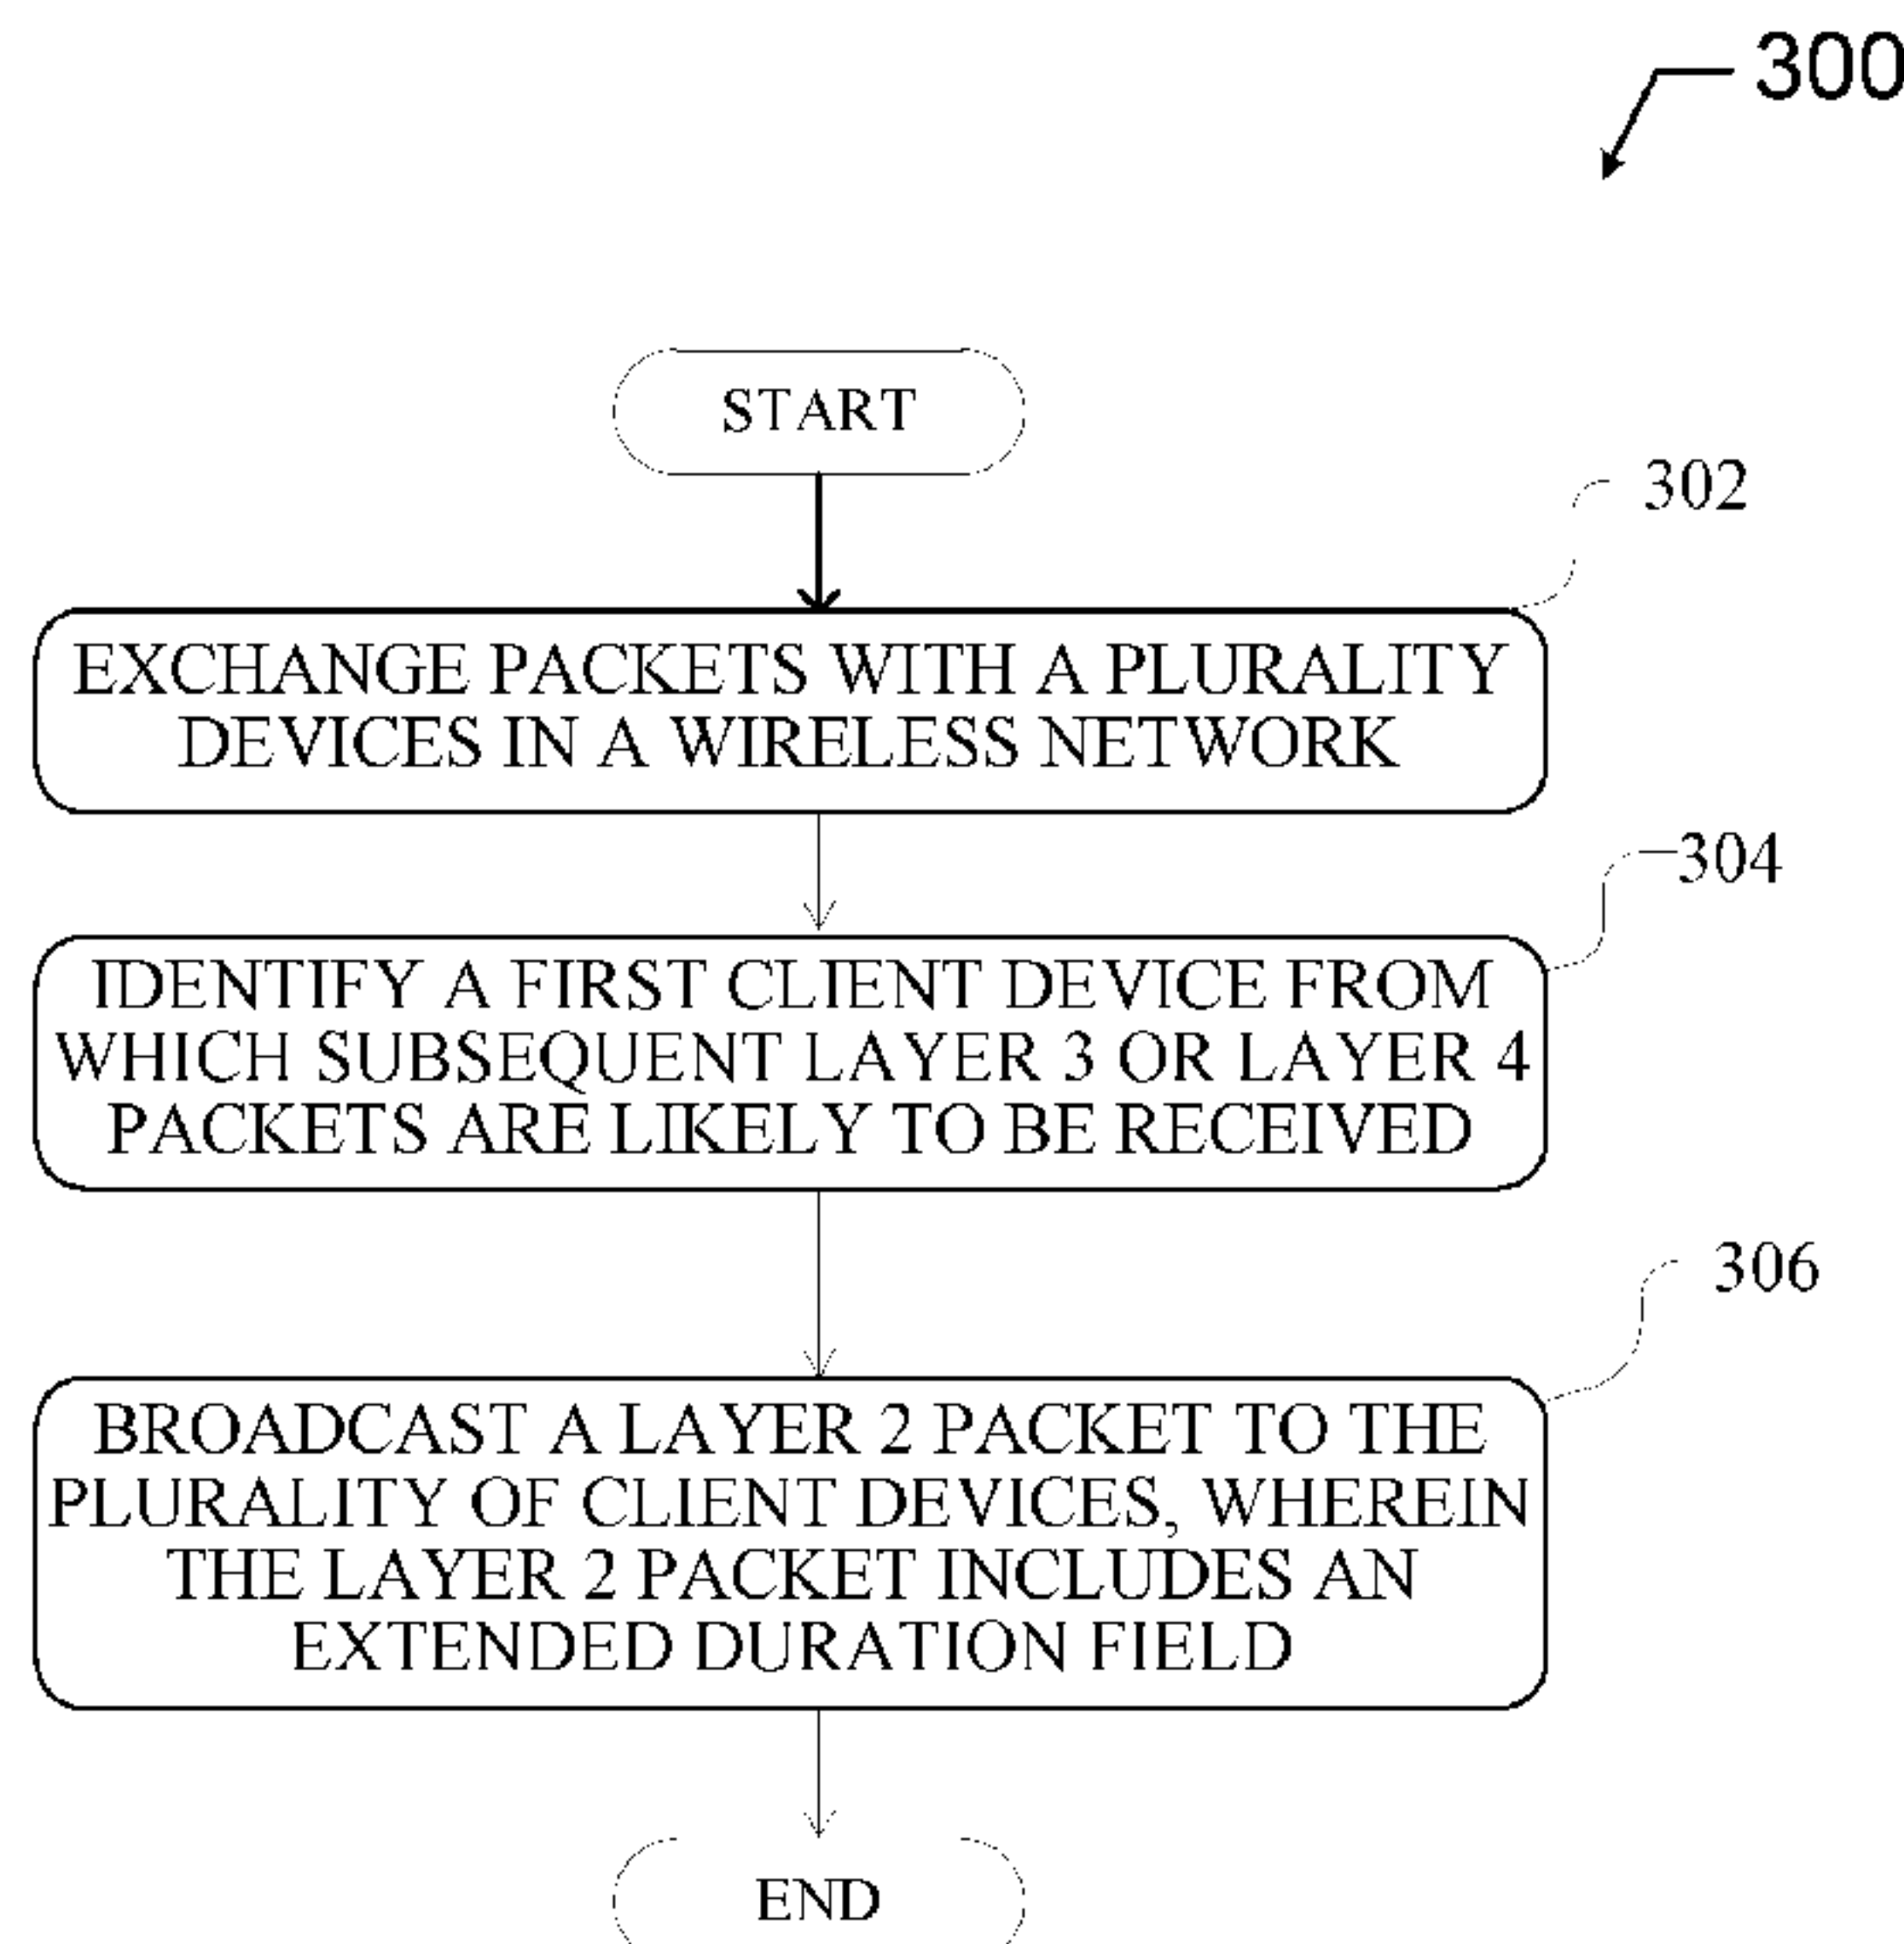 300
START
302
EXCHANGE PACKETS WITH A PLURALITY
DEVICES IN A WIRELESS NETWORK
304
IDENTIFY A FIRST CLIENT DEVICE FROM
WHICH SUBSEQUENT LAYER 3 OR LAYER 4
PACKETS ARE LIKELY TO BE RECEIVED
306
BROADCAST A LAYER 2 PACKET TO THE
PLURALITY OF CLIENT DEVICES, WHEREIN
THE LAYER 2 PACKET INCLUDES AN
EXTENDED DURATION FIELD
END